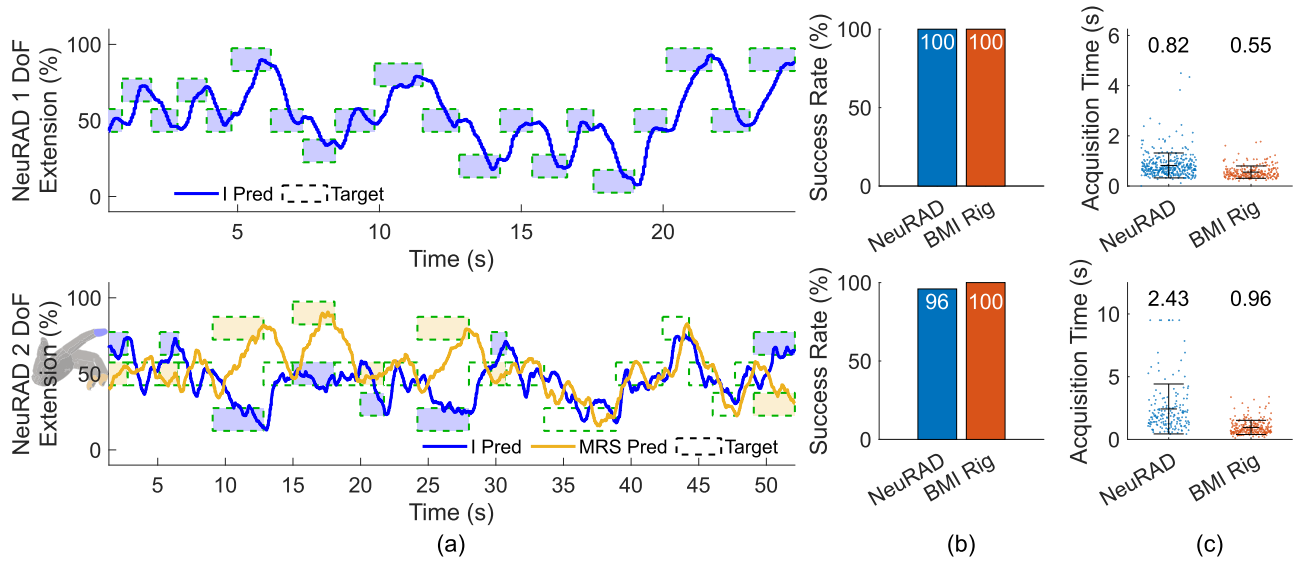 NeuRAD 1 DoF
Extension (%)
100
50
0
I Pred
Target
5
10
15
20
Time (s)
Success Rate (%)
100
50
0
100
100
NeuRAD
BMI Rig
Acquisition Time (s)
6
4
2
0
0.82
0.55
NeuRAD
BMI Rig
NeuRAD 2 DoF
Extension (%)
100
50
0
I Pred
MRS Pred
Target
5
10
15
20
25
30
35
40
45
50
Time (s)
(a)
Success Rate (%)
100
50
0
96
100
NeuRAD
BMI Rig
(b)
Acquisition Time (s)
10
5
0
2.43
0.96
NeuRAD
BMI Rig
(c)